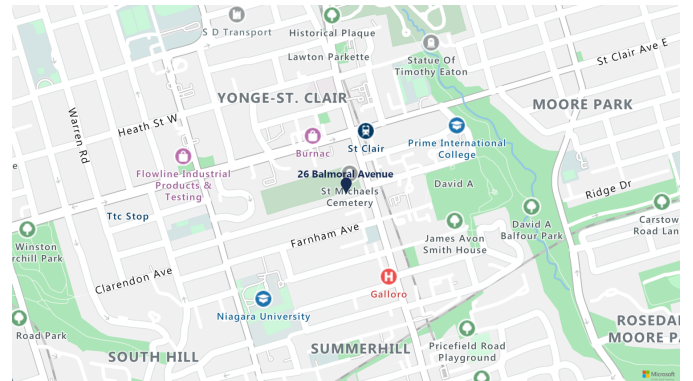 S D Transport
Historical Plaque
Lawton Parkette
Statue Of
Timothy Eaton
St Clair Ave E
YONGE-ST. CLAIR
MOORE PARK
Warren Rd
Heath St W
St Clair
Burnac
Prime International
College
Flowline Industrial
Products &
Testing
26 Balmoral Avenue
St Michaels
Cemetery
David A
Ridge Dr
Ttc Stop
David A
Balfour Park
Carstow
Road Lan
Winston
rchill Park
Farnham Ave
James Avon
Smith House
Clarendon Ave
Galloro
Niagara University
Road Park
SOUTH HILL
SUMMERHILL
Pricefield Road
Playground
ROSEDA
MOORE PA
Microsoft